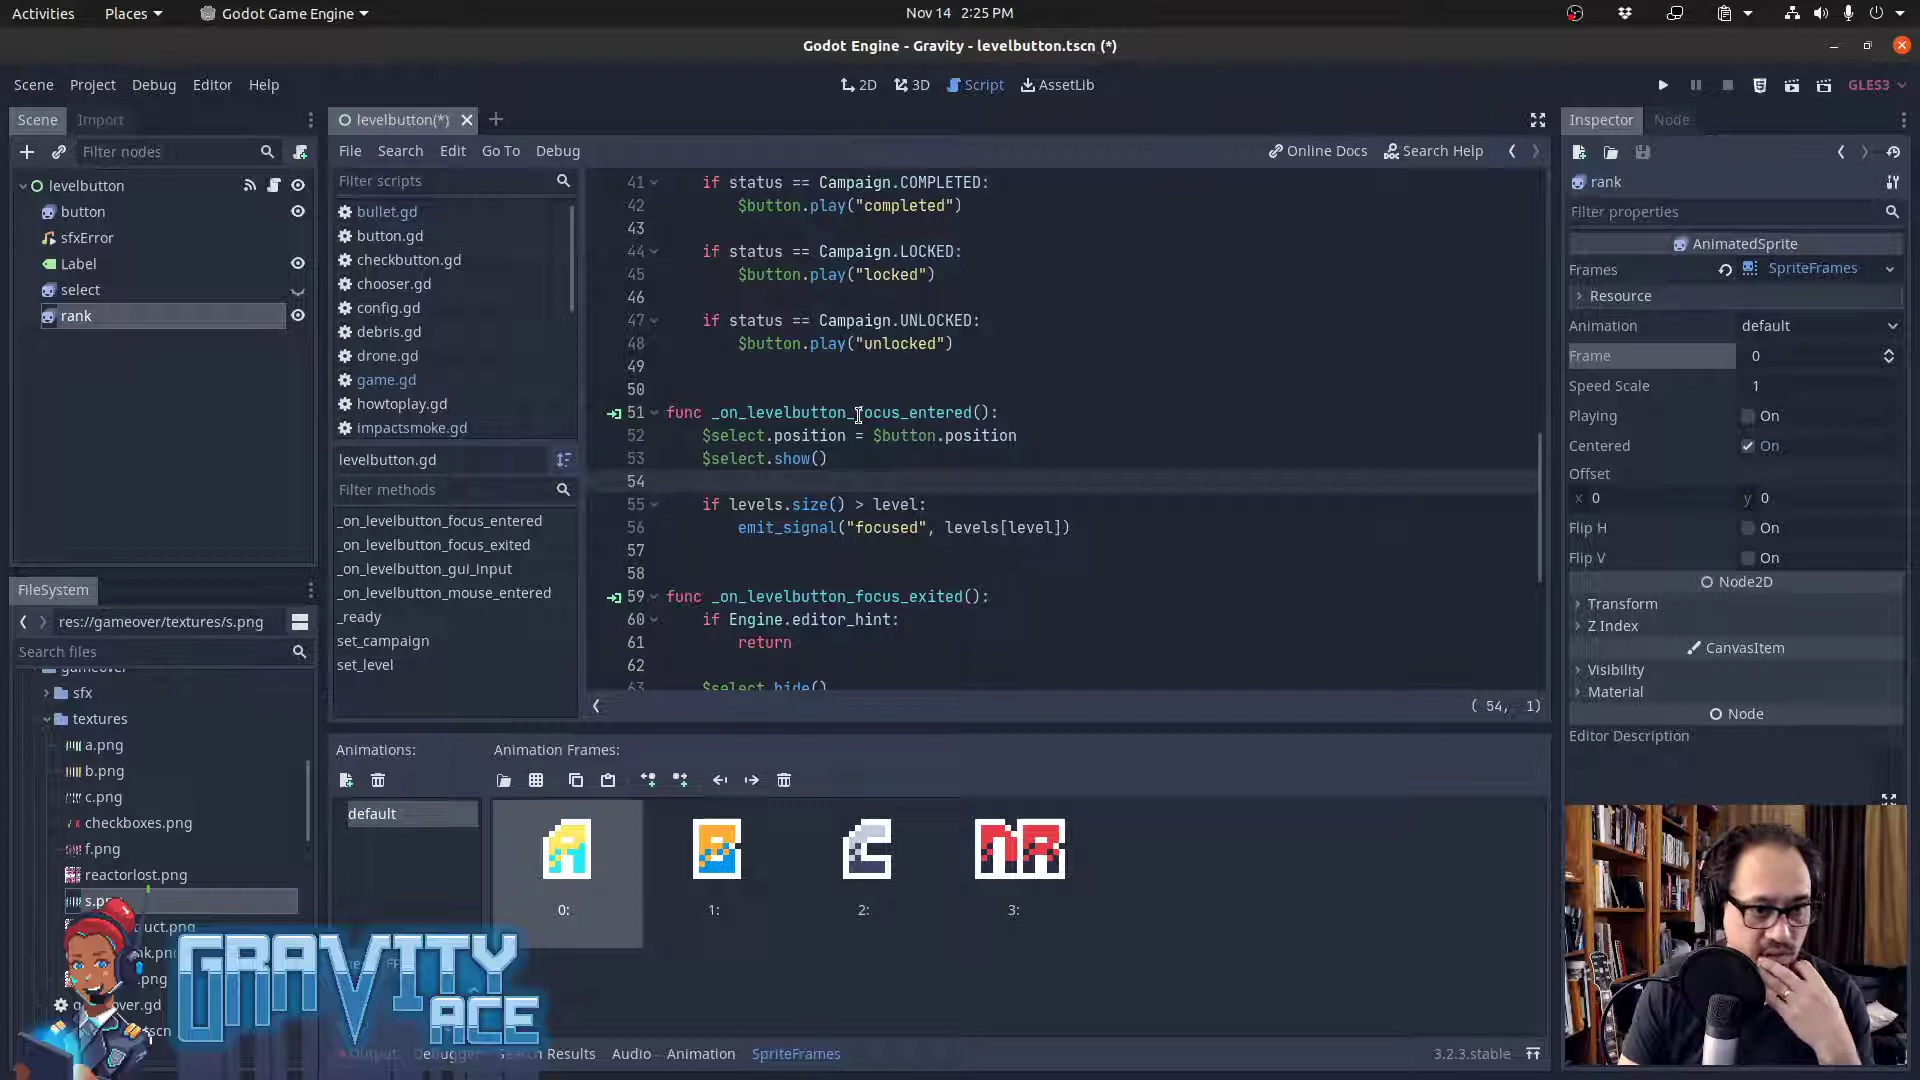 Activities Places Godot Game Engine Nov 14 2:25 PM
Godot Engine - Gravity - levelbutton.tscn (*)
Scene Project Debug Editor Help 2D 3D Script AssetLib GLES3
Scene Import
Filter nodes
levelbutton
button
sfxError
Label
select
rank
FileSystem
res://gameover/textures/s.png
Search files
gameover
sfx
textures
a.png
b.png
c.png
checkboxes.png
f.png
reactorlost.png
GRAVITY
ACE
levelbutton(*)
File Search Edit Go To Debug Online Docs Search Help
Filter scripts
bullet.gd
button.gd
checkbutton.gd
chooser.gd
config.gd
debris.gd
drone.gd
game.gd
howtoplay.gd
impactsmoke.gd
levelbutton.gd
Filter methods
_on_levelbutton_focus_entered
_on_levelbutton_focus_exited
_on_levelbutton_gui_input
_on_levelbutton_mouse_entered
_ready
set_campaign
set_level
41 if status == Campaign.COMPLETED:
42 $button.play("completed")
43
44 if status == Campaign.LOCKED:
45 $button.play("locked")
46
47 if status == Campaign.UNLOCKED:
48 $button.play("unlocked")
49
50
51 func _on_levelbutton_focus_entered():
52 $select.position = $button.position
53 $select.show()
54
55 if levels.size() > level:
56 emit_signal("focused", levels[level])
57
58
59 func _on_levelbutton_focus_exited():
60 if Engine.editor_hint:
61 return
62
63 $select.hide()
( 54, 1)
Animations: Animation Frames:
default
A B C NR
0: 1: 2: 3:
Output Debugger Search Results Audio Animation SpriteFrames 3.2.3.stable
Inspector Node
rank
Filter properties
AnimatedSprite
Frames SpriteFrames
Resource
Animation default
Frame 0
Speed Scale 1
Playing On
Centered On
Offset
x 0 y 0
Flip H On
Flip V On
Node2D
Transform
Z Index
CanvasItem
Visibility
Material
Node
Editor Description